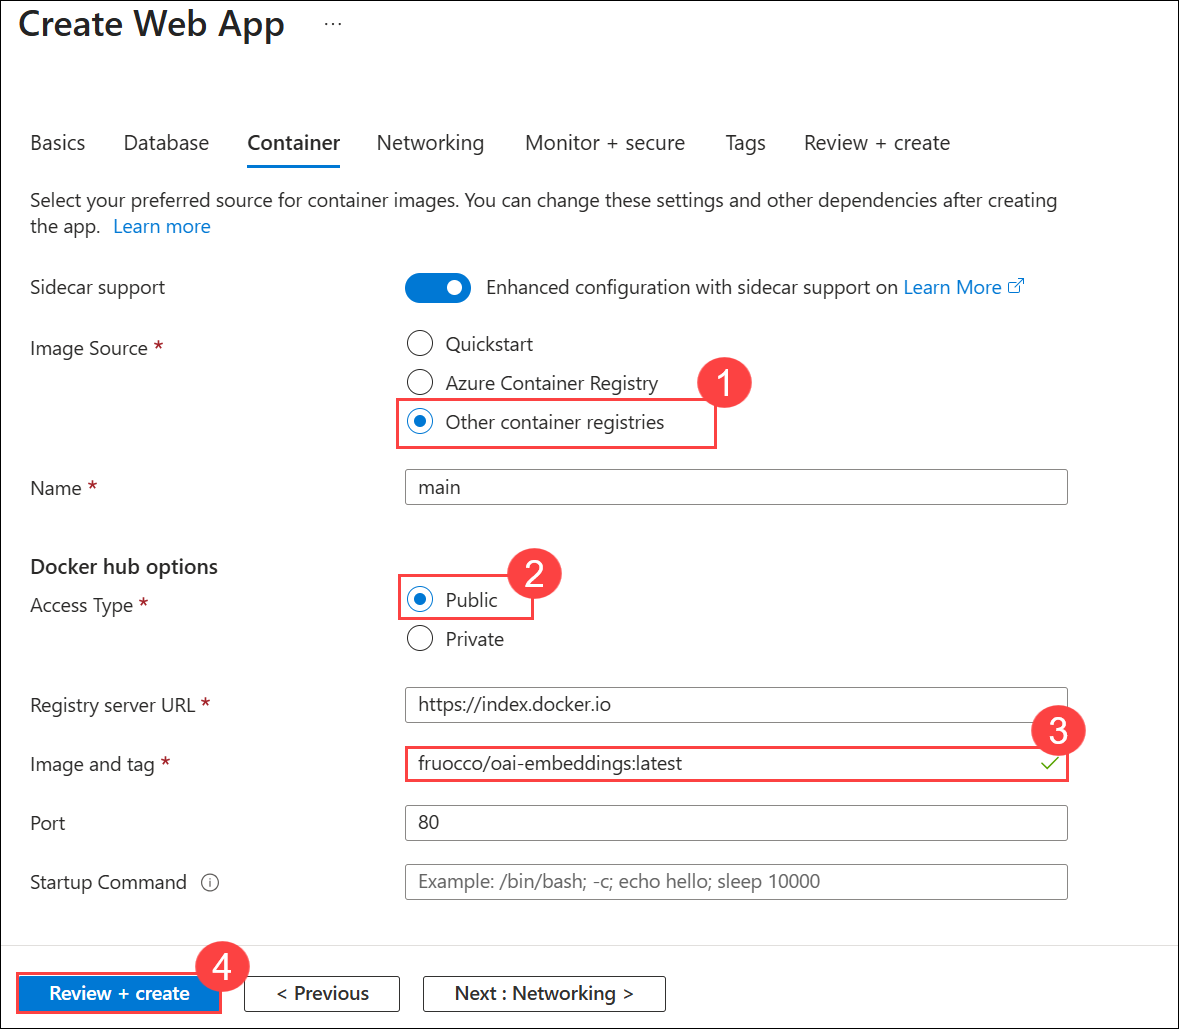 Create Web App ...
Basics Database Container Networking Monitor + secure Tags Review + create
Select your preferred source for container images. You can change these settings and other dependencies after creating
the app. Learn more
Sidecar support Enhanced configuration with sidecar support on Learn More
Image Source * Quickstart
Azure Container Registry 1
Other container registries
Name * main
Docker hub options
Access Type * Public 2
Private
Registry server URL * https://index.docker.io
Image and tag * fruocco/oai-embeddings:latest 3
Port 80
Startup Command Example: /bin/bash; -c; echo hello; sleep 10000
Review + create 4 < Previous Next : Networking >